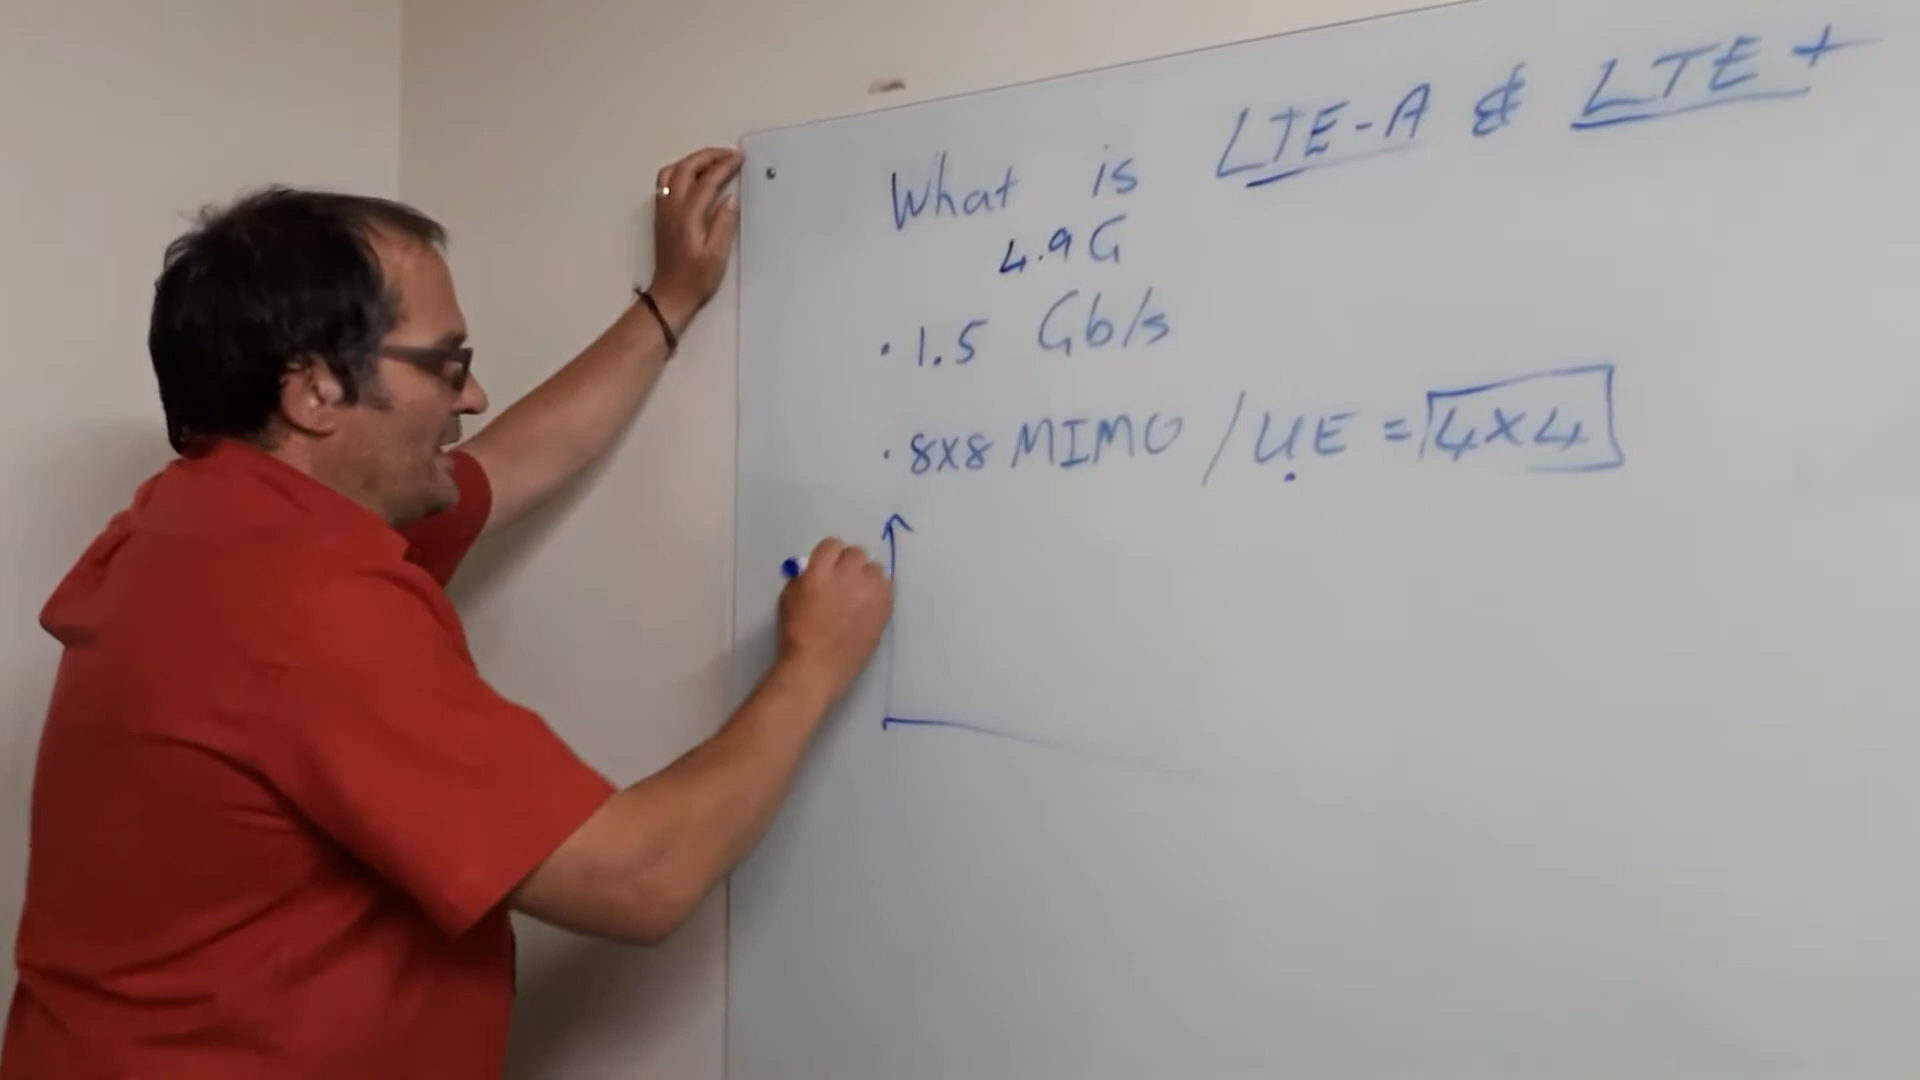 What is LTE-A & LTE+
4.9G
· 1.5 Gb/s
· 8x8 MIMO / UE = 4x4